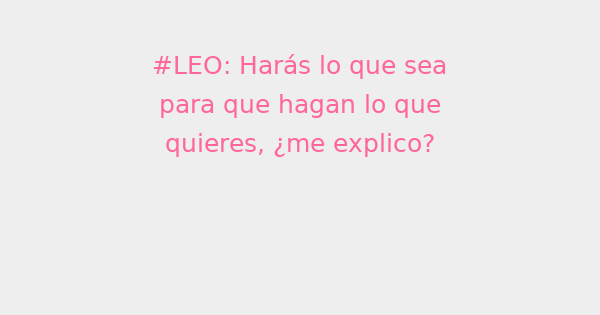 #LEO: Harás lo que sea
para que hagan lo que
quieres, ¿me explico?